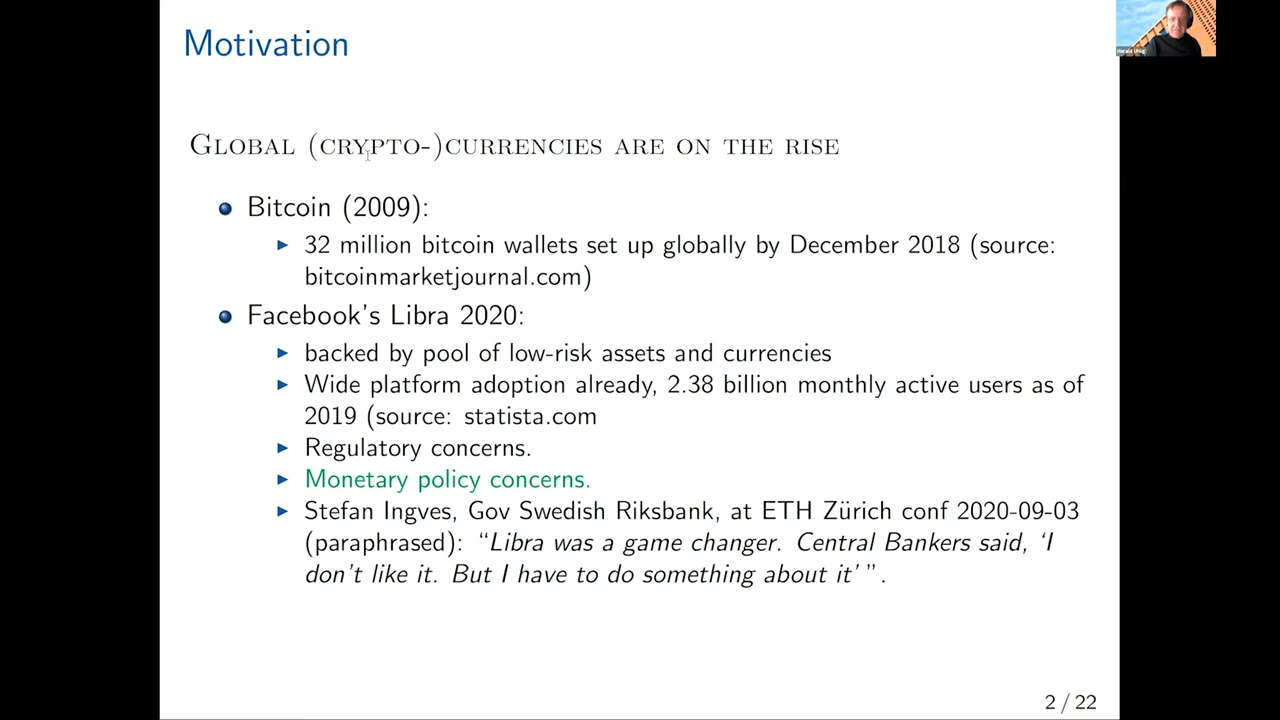 Motivation
Harald Uhlig
Global (crypto-)currencies are on the rise
Bitcoin (2009):
32 million bitcoin wallets set up globally by December 2018 (source:
bitcoinmarketjournal.com)
Facebook's Libra 2020:
backed by pool of low-risk assets and currencies
Wide platform adoption already, 2.38 billion monthly active users as of
2019 (source: statista.com
Regulatory concerns.
Monetary policy concerns.
Stefan Ingves, Gov Swedish Riksbank, at ETH Zürich conf 2020-09-03
(paraphrased): “Libra was a game changer. Central Bankers said, ‘I
don't like it. But I have to do something about it’ ”.
2 / 22